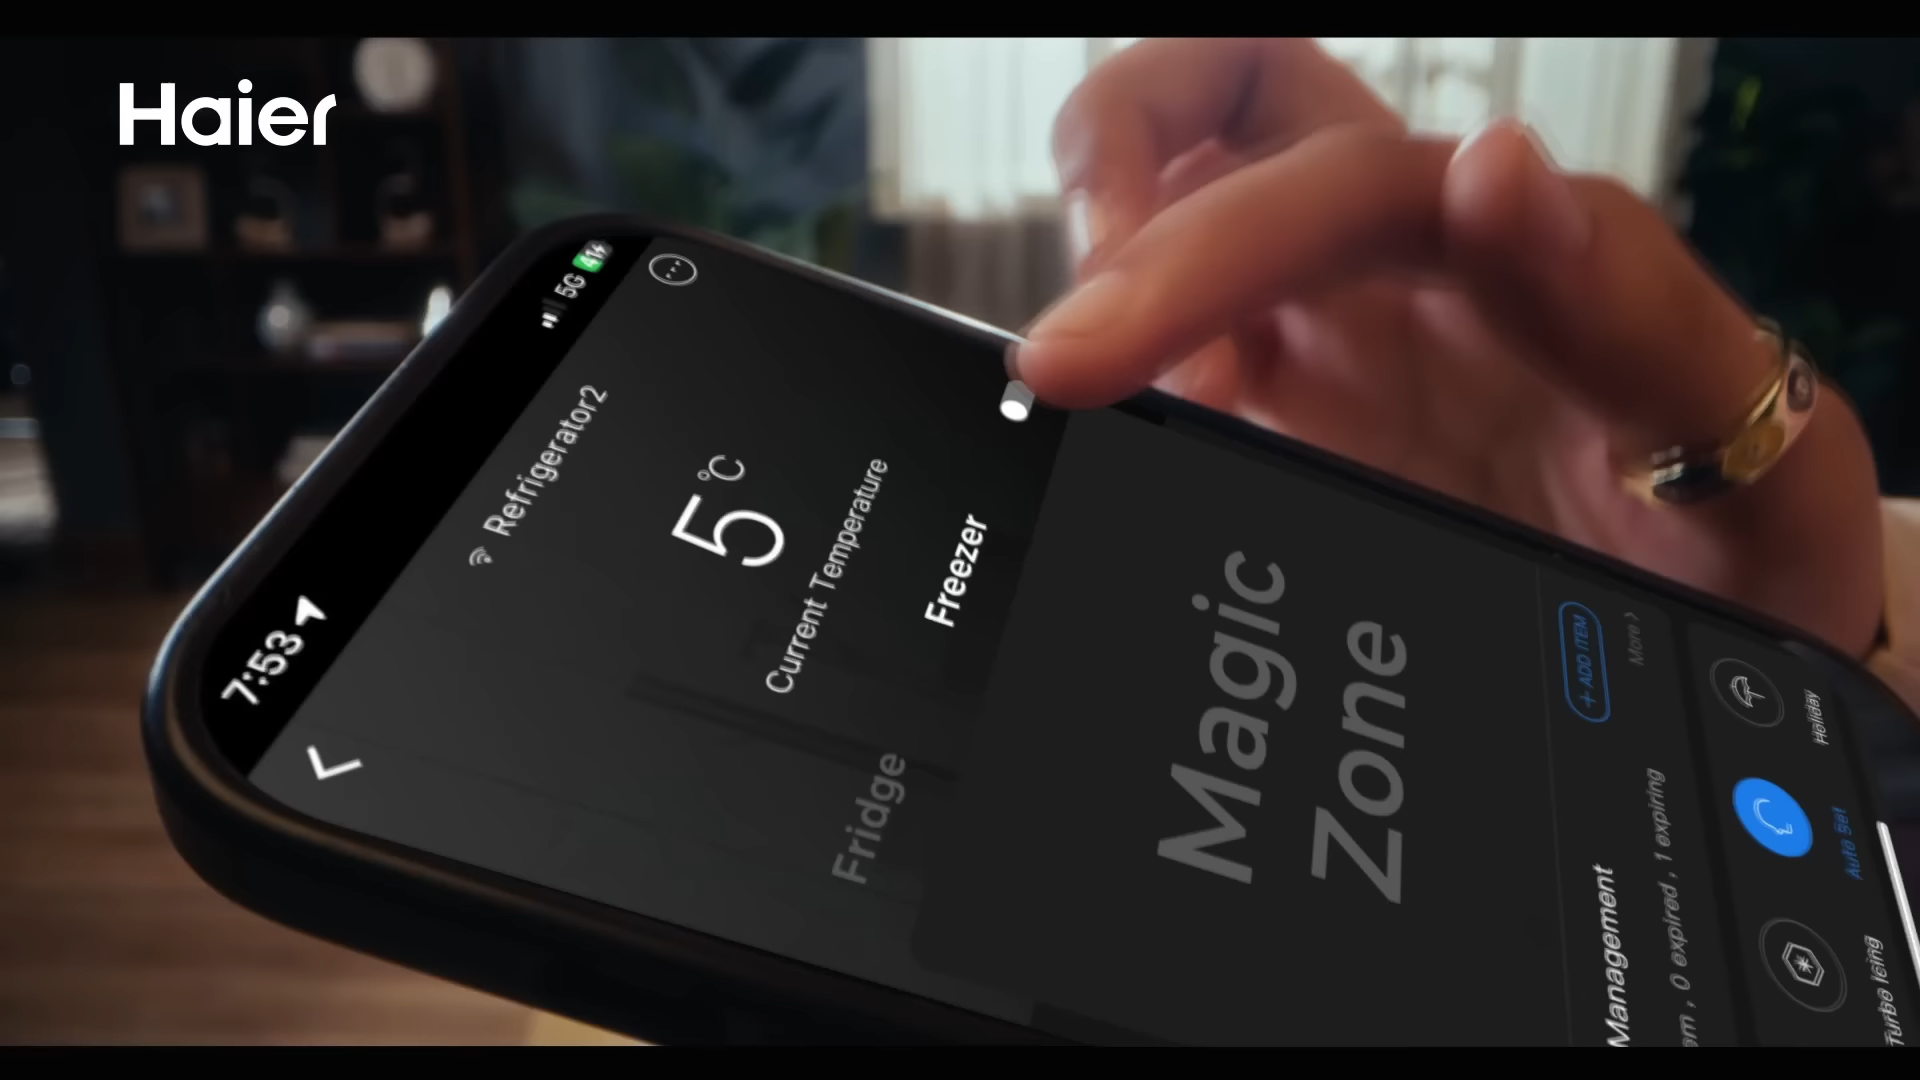 Haier
7:53
5G 41
Refrigerator2
5°C
Current Temperature
Fridge
Freezer
Magic
Zone
Management
+ ADD ITEM
, 0 expired , 1 expiring
More >
Turbo Icing
Auto Set
Holiday